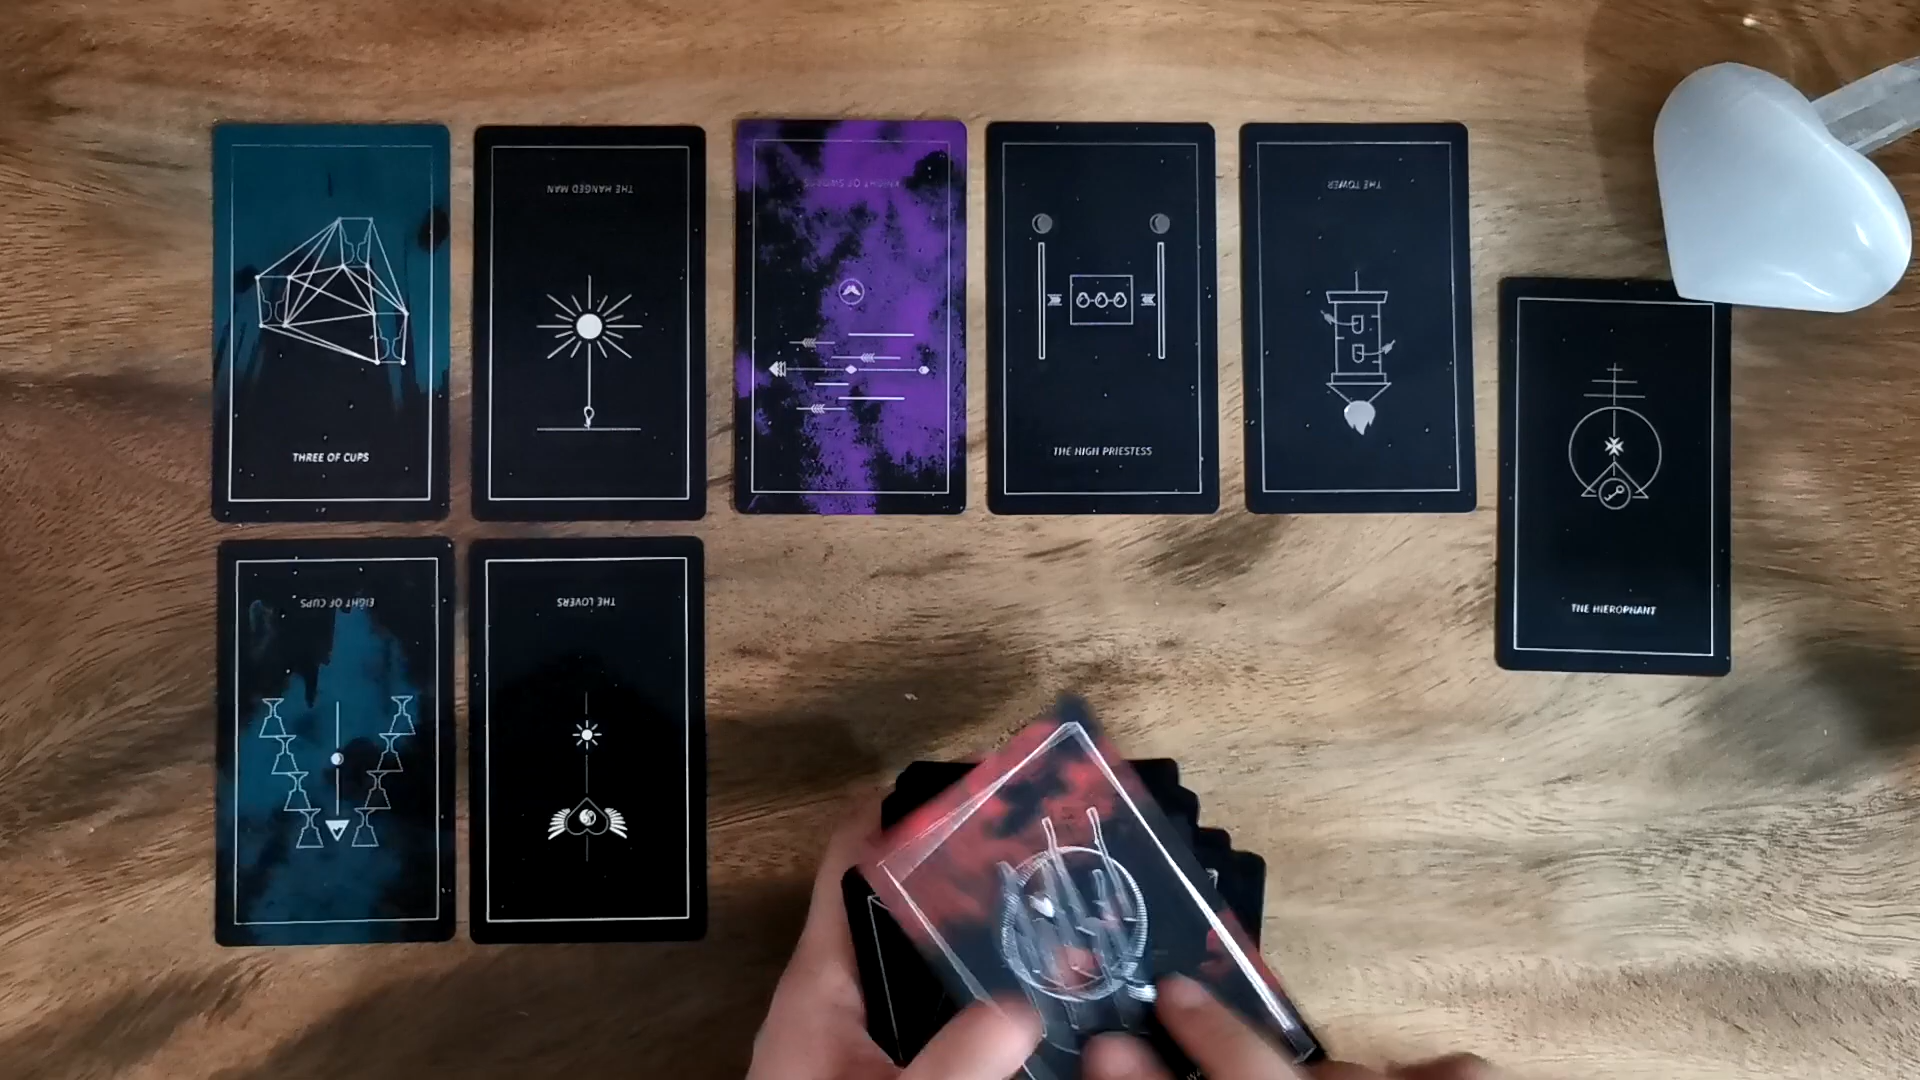 THREE OF CUPS
THE HANGED MAN
KNIGHT OF SWORDS
THE HIGH PRIESTESS
THE TOWER
THE HIEROPHANT
EIGHT OF CUPS
THE LOVERS